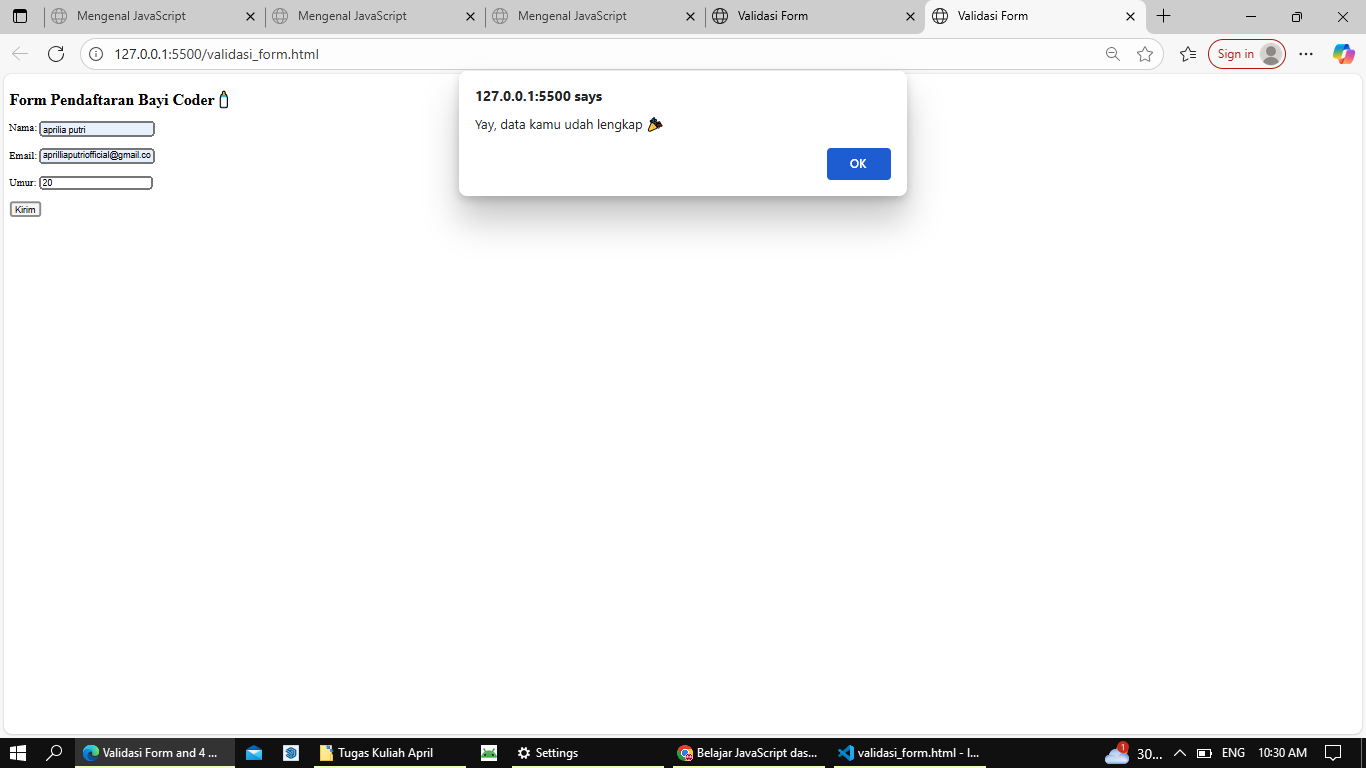 Mengenal JavaScript
Mengenal JavaScript
Mengenal JavaScript
Validasi Form
Validasi Form
127.0.0.1:5500/validasi_form.html
Sign in
127.0.0.1:5500 says
Yay, data kamu udah lengkap 🎉
OK
Form Pendaftaran Bayi Coder 🍼
Nama: aprilia putri
Email: aprilliaputriofficial@gmail.co
Umur: 20
Kirim
Validasi Form and 4 ...
Tugas Kuliah April
Settings
Belajar JavaScript das...
validasi_form.html - I...
1
30...
ENG
10:30 AM